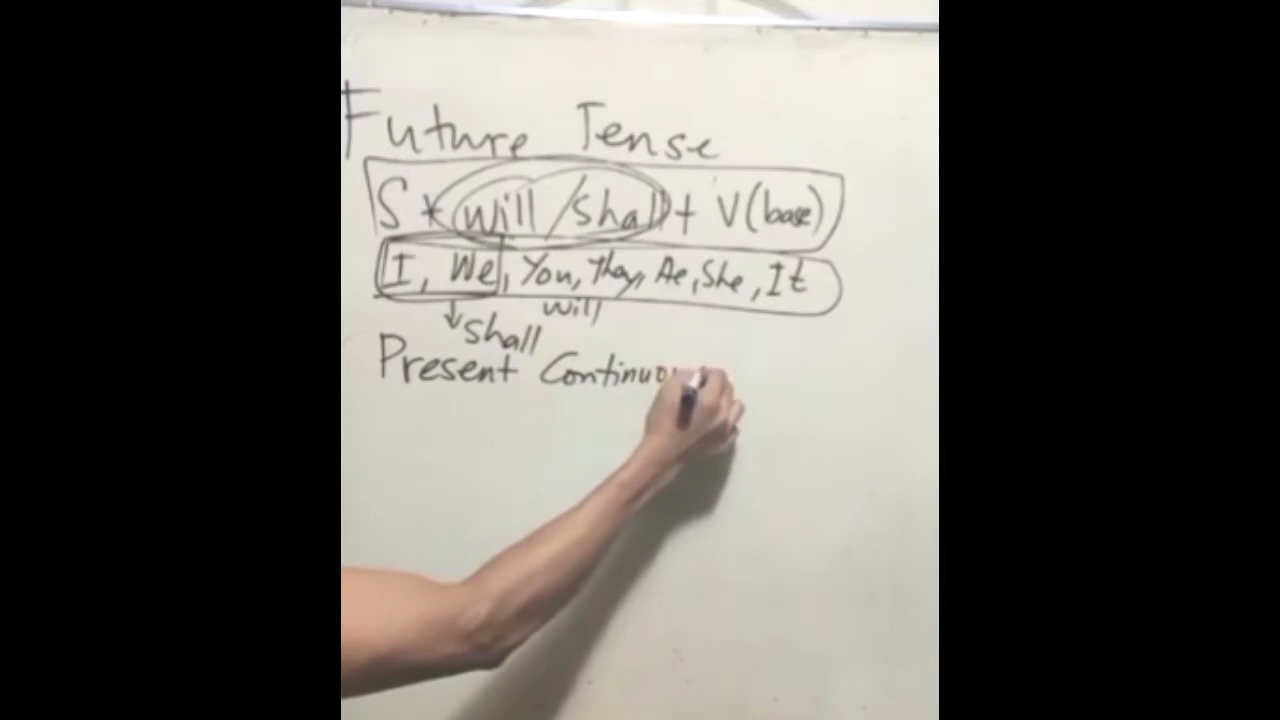 Future Tense
S + will / shall + V (base)
I, We, You, They, He, She, It
will
shall
Present Continuo